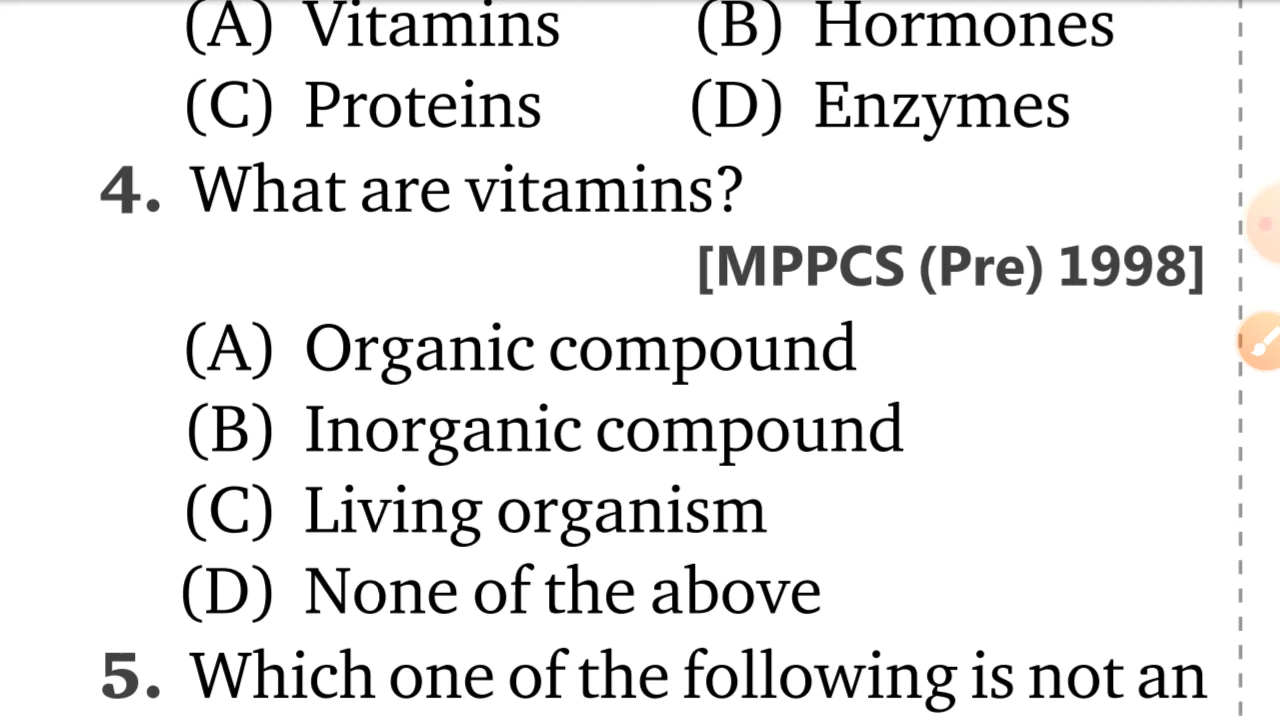 (A) Vitamins (B) Hormones
(C) Proteins (D) Enzymes
4. What are vitamins?
[MPPCS (Pre) 1998]
(A) Organic compound
(B) Inorganic compound
(C) Living organism
(D) None of the above
5. Which one of the following is not an